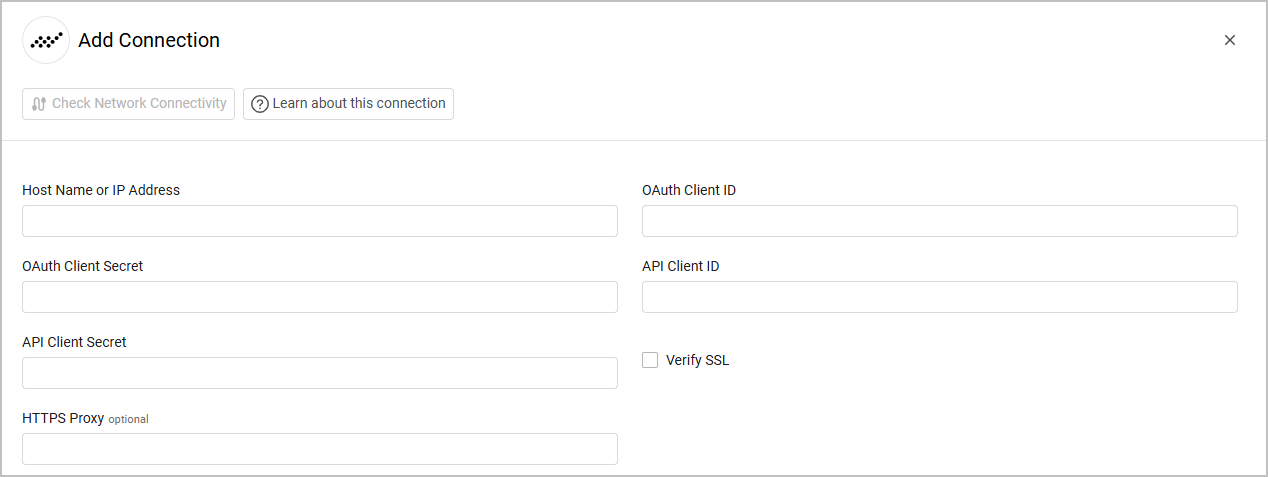 Add Connection
Check Network Connectivity
Learn about this connection
Host Name or IP Address
OAuth Client ID
OAuth Client Secret
API Client ID
API Client Secret
Verify SSL
HTTPS Proxy optional